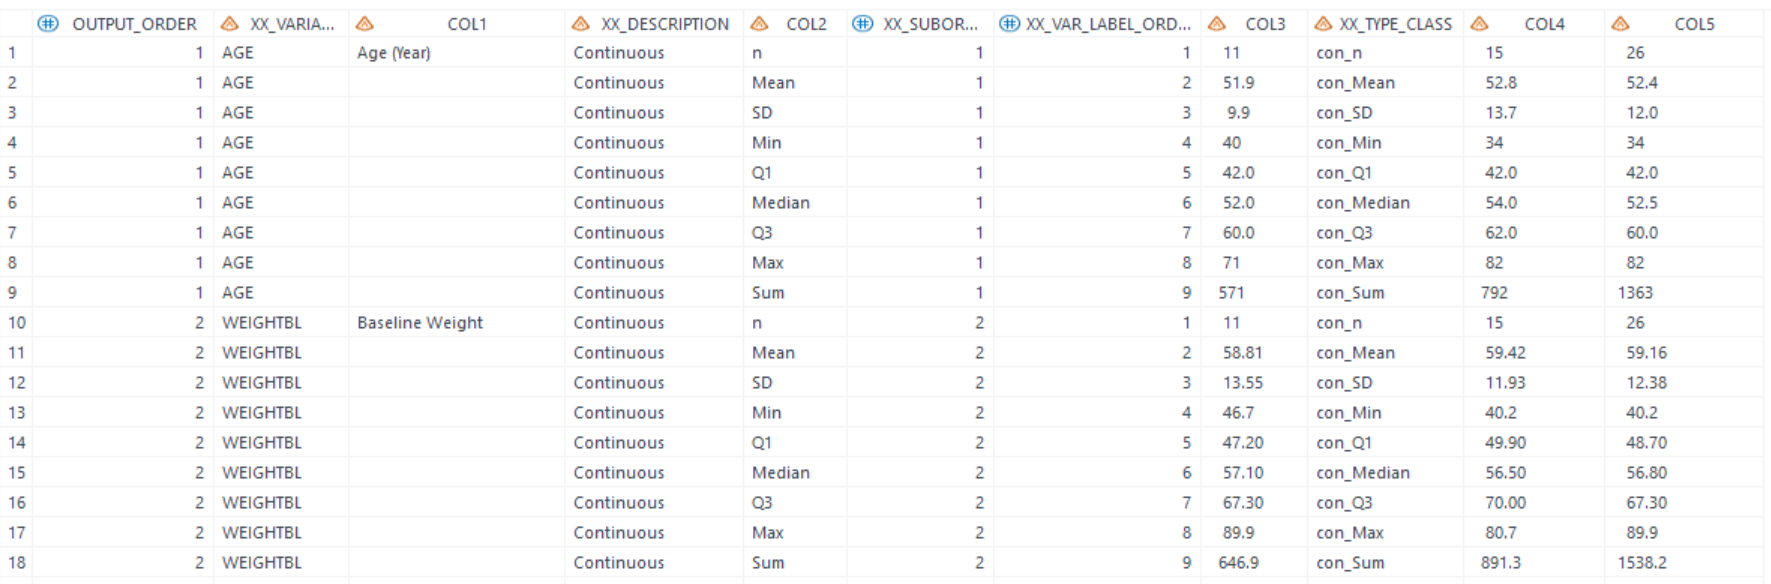 OUTPUT_ORDER XX_VARIA... COL1 XX_DESCRIPTION COL2 XX_SUBOR... XX_VAR_LABEL_ORD... COL3 XX_TYPE_CLASS COL4 COL5
1 1 AGE Age (Year) Continuous n 1 1 11 con_n 15 26
2 1 AGE Continuous Mean 1 2 51.9 con_Mean 52.8 52.4
3 1 AGE Continuous SD 1 3 9.9 con_SD 13.7 12.0
4 1 AGE Continuous Min 1 4 40 con_Min 34 34
5 1 AGE Continuous Q1 1 5 42.0 con_Q1 42.0 42.0
6 1 AGE Continuous Median 1 6 52.0 con_Median 54.0 52.5
7 1 AGE Continuous Q3 1 7 60.0 con_Q3 62.0 60.0
8 1 AGE Continuous Max 1 8 71 con_Max 82 82
9 1 AGE Continuous Sum 1 9 571 con_Sum 792 1363
10 2 WEIGHTBL Baseline Weight Continuous n 2 1 11 con_n 15 26
11 2 WEIGHTBL Continuous Mean 2 2 58.81 con_Mean 59.42 59.16
12 2 WEIGHTBL Continuous SD 2 3 13.55 con_SD 11.93 12.38
13 2 WEIGHTBL Continuous Min 2 4 46.7 con_Min 40.2 40.2
14 2 WEIGHTBL Continuous Q1 2 5 47.20 con_Q1 49.90 48.70
15 2 WEIGHTBL Continuous Median 2 6 57.10 con_Median 56.50 56.80
16 2 WEIGHTBL Continuous Q3 2 7 67.30 con_Q3 70.00 67.30
17 2 WEIGHTBL Continuous Max 2 8 89.9 con_Max 80.7 89.9
18 2 WEIGHTBL Continuous Sum 2 9 646.9 con_Sum 891.3 1538.2